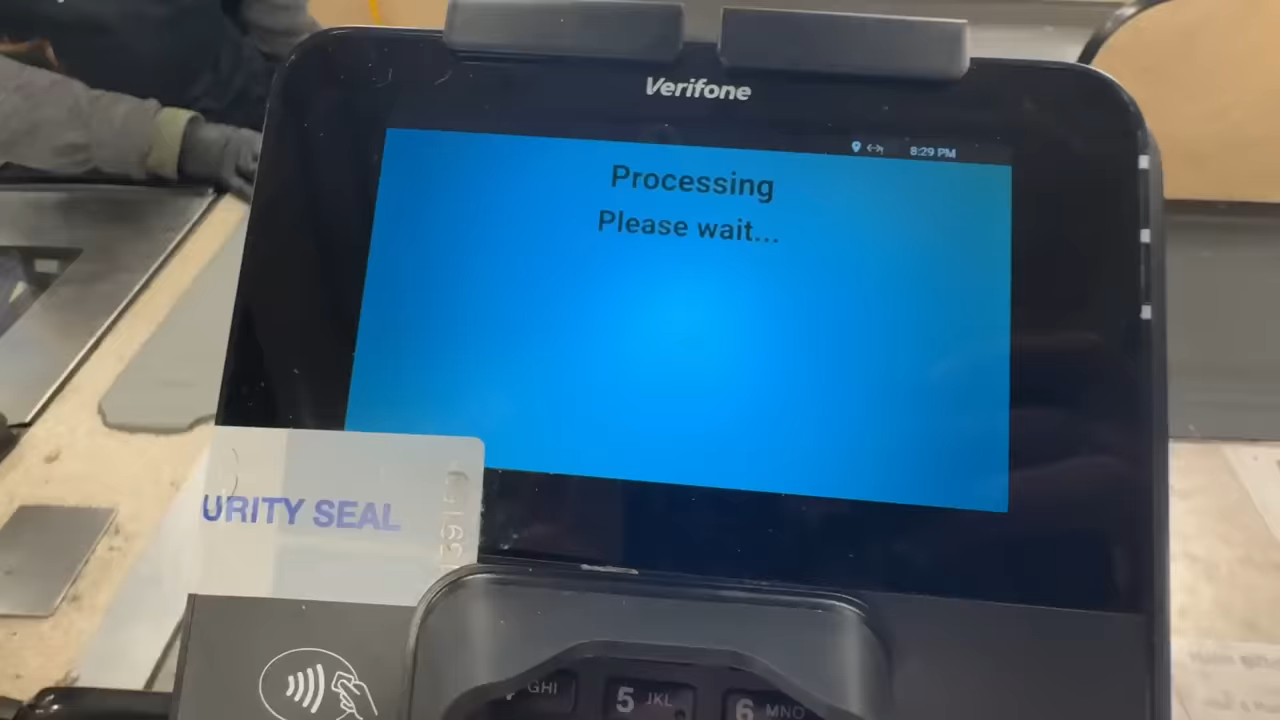 Verifone
8:29 PM
Processing
Please wait...
URITY SEAL
GHI
5 JKL
6 MNO